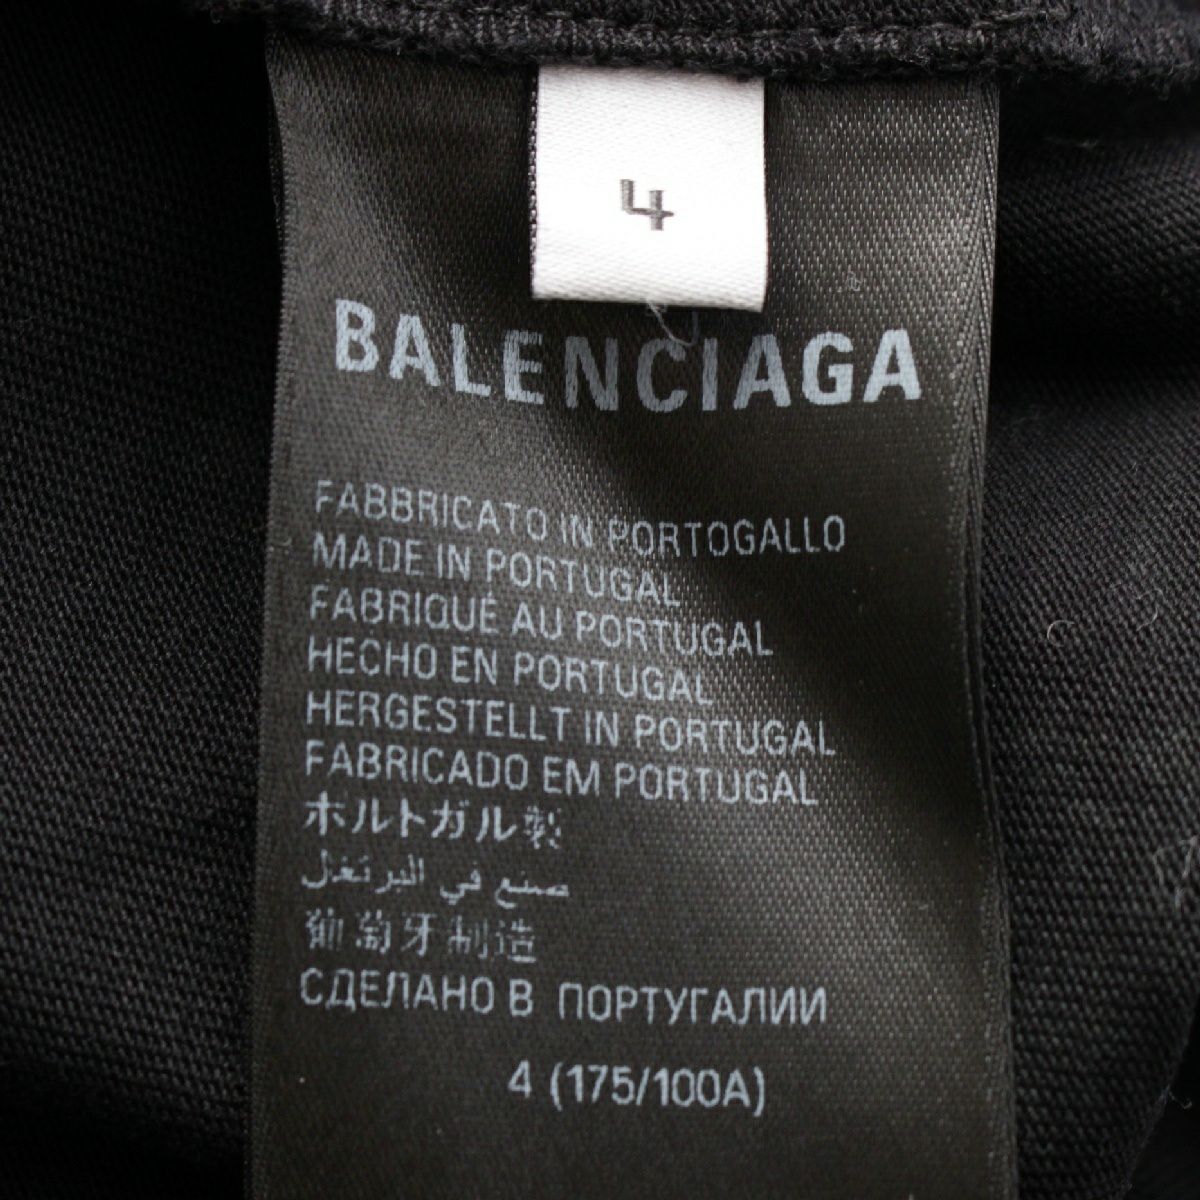 4
BALENCIAGA
FABBRICATO IN PORTOGALLO
MADE IN PORTUGAL
FABRIQUÉ AU PORTUGAL
HECHO EN PORTUGAL
HERGESTELLT IN PORTUGAL
FABRICADO EM PORTUGAL
ポルトガル製
صنع في البرتغال
葡萄牙制造
СДЕЛАНО В ПОРТУГАЛИИ
4 (175/100A)